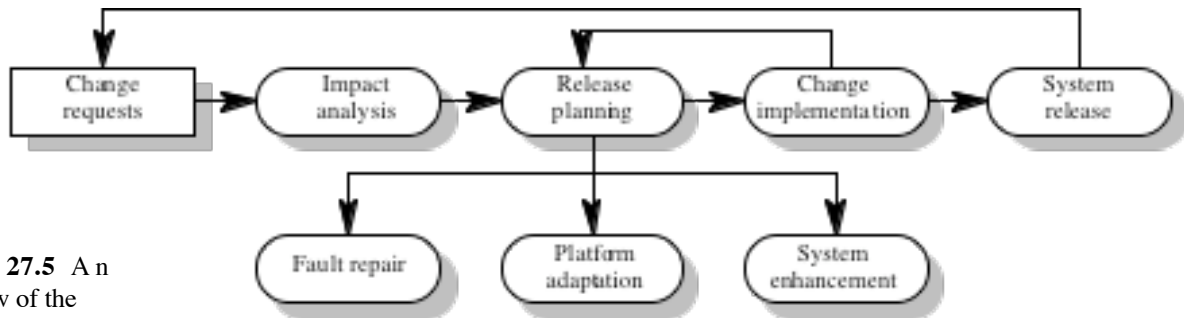 Change
requests
Impact
analysis
Release
planning
Change
implementation
System
release
Fault repair
Platform
adaptation
System
enhancement
27.5 A n
of the